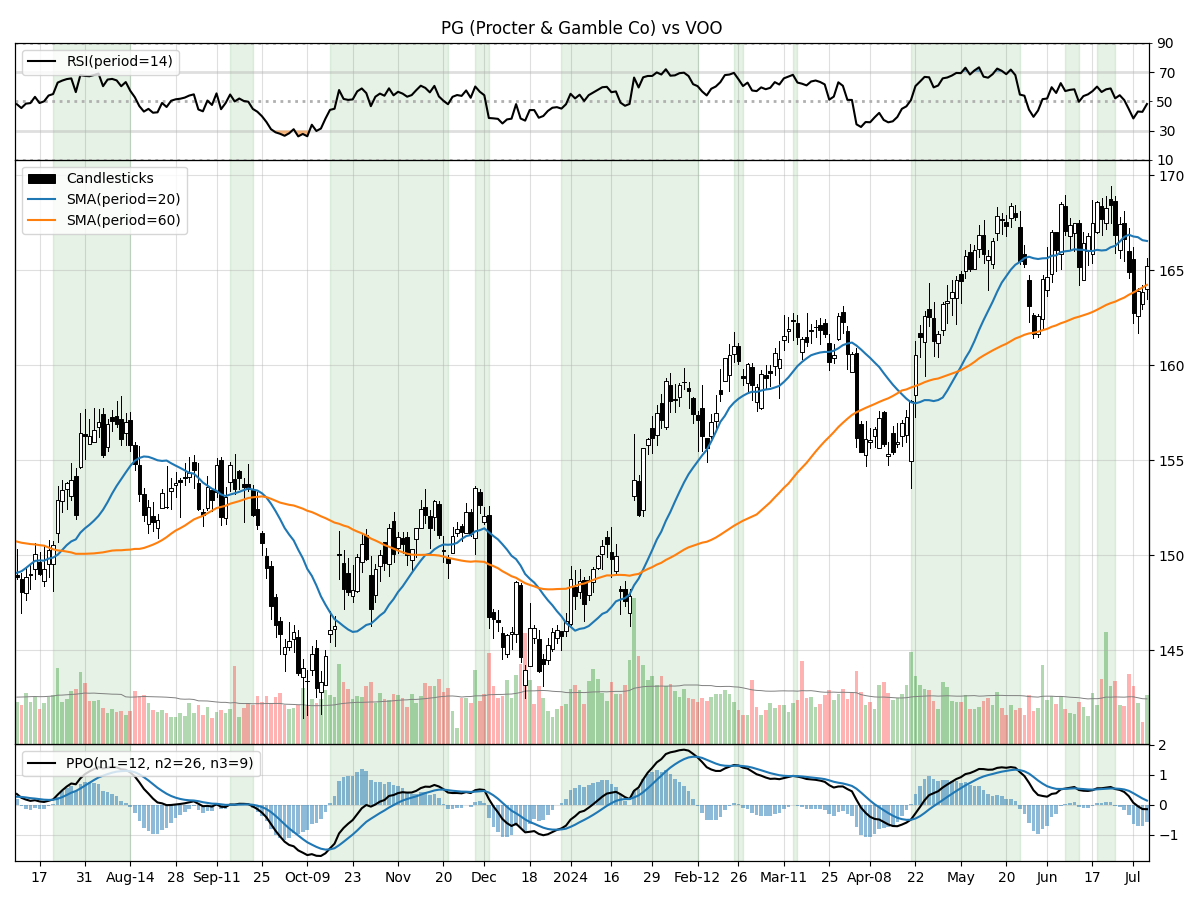 PG (Procter & Gamble Co) vs VOO
RSI(period=14)
90
70
50
30
10
Candlesticks
SMA(period=20)
SMA(period=60)
170
165
160
155
150
145
PPO(n1=12, n2=26, n3=9)
2
1
0
−1
17 31 Aug-14 28 Sep-11 25 Oct-09 23 Nov 20 Dec 18 2024 16 29 Feb-12 26 Mar-11 25 Apr-08 22 May 20 Jun 17 Jul